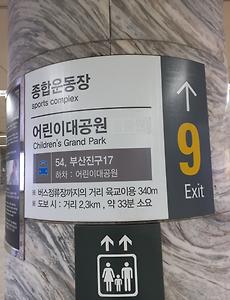 종합운동장
sports complex
어린이대공원
Children's Grand Park
54, 부산진구17
하차 : 어린이대공원
※ 버스정류장까지의 거리 육교이용 340m
※ 도보 시 : 거리 2,3km , 약 33분 소요
9
Exit